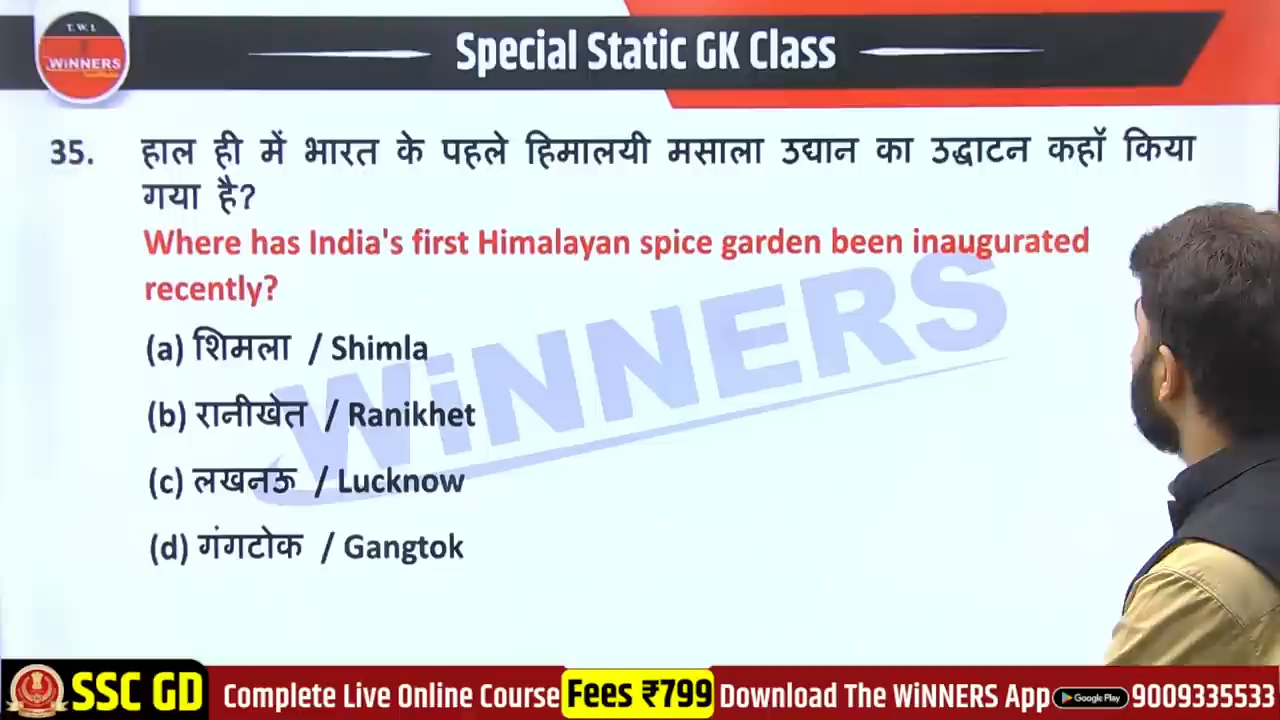 T.W.I.
WiNNERS
Special Static GK Class
35. हाल ही में भारत के पहले हिमालयी मसाला उद्यान का उद्घाटन कहाॅं किया
गया है?
Where has India's first Himalayan spice garden been inaugurated
recently?
(a) शिमला / Shimla
(b) रानीखेत / Ranikhet
(c) लखनऊ / Lucknow
(d) गंगटोक / Gangtok
WiNNERS
SSC GD Complete Live Online Course Fees ₹799 Download The WiNNERS App Google Play 9009335533